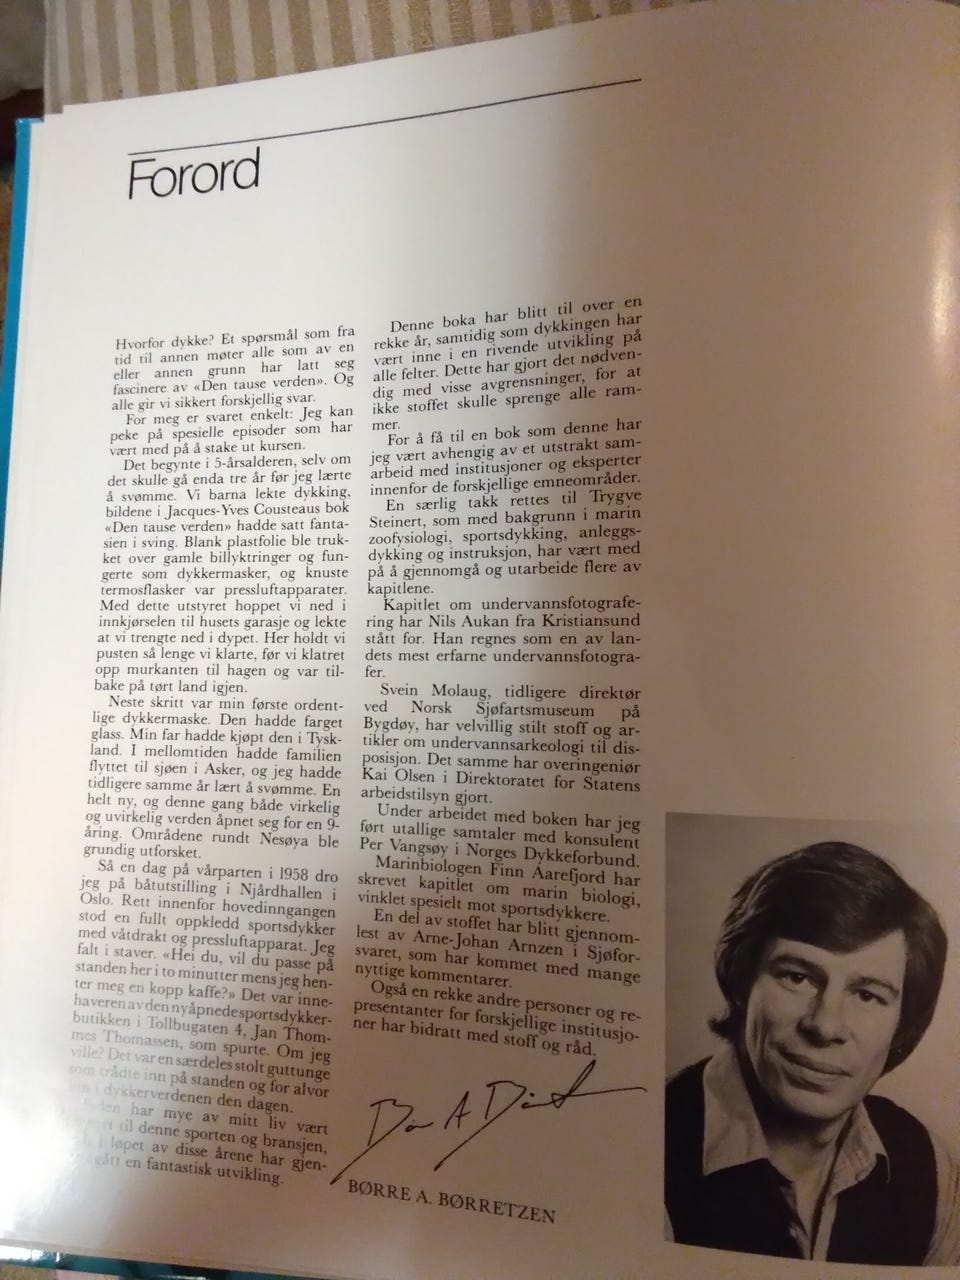 Forord
Hvorfor dykke? Et spørsmål som fra
tid til annen møter alle som av en
eller annen grunn har latt seg
fascinere av «Den tause verden». Og
alle gir vi sikkert forskjellig svar.
For meg er svaret enkelt: Jeg kan
peke på spesielle episoder som har
vært med på å stake ut kursen.
Det begynte i 5-årsalderen, selv om
det skulle gå enda tre år før jeg lærte
å svømme. Vi barna lekte dykking,
bildene i Jacques-Yves Cousteaus bok
«Den tause verden» hadde satt fanta-
sien i sving. Blank plastfolie ble truk-
ket over gamle billyktringer og fun-
gerte som dykkermasker, og knuste
termosflasker var pressluftapparater.
Med dette utstyret hoppet vi ned i
innkjørselen til husets garasje og lekte
at vi trengte ned i dypet. Her holdt vi
pusten så lenge vi klarte, før vi klatret
opp murkanten til hagen og var til-
bake på tørt land igjen.
Neste skritt var min første ordent-
lige dykkermaske. Den hadde farget
glass. Min far hadde kjøpt den i Tysk-
land. I mellomtiden hadde familien
flyttet til sjøen i Asker, og jeg hadde
tidligere samme år lært å svømme. En
helt ny, og denne gang både virkelig
og uvirkelig verden åpnet seg for en 9-
åring. Områdene rundt Nesøya ble
grundig utforsket.
Så en dag på vårparten i 1958 dro
jeg på båtutstilling i Njårdhallen i
Oslo. Rett innenfor hovedinngangen
stod en fullt oppkledd sportsdykker
med våtdrakt og pressluftapparat. Jeg
falt i staver. «Hei du, vil du passe på
standen her i to minutter mens jeg hen-
ter meg en kopp kaffe?» Det var inne-
haveren av den nyåpnede sportsdykker-
butikken i Tollbugaten 4, Jan Thom-
mes Thomassen, som spurte. Om jeg
ville? Det var en særdeles stolt guttunge
som trådte inn på standen og for alvor
i dykkerverdenen den dagen.
har mye av mitt liv vært
til denne sporten og bransjen,
løpet av disse årene har gjen-
en fantastisk utvikling.
Denne boka har blitt til over en
rekke år, samtidig som dykkingen har
vært inne i en rivende utvikling på
alle felter. Dette har gjort det nødven-
dig med visse avgrensninger, for at
ikke stoffet skulle sprenge alle ram-
mer.
For å få til en bok som denne har
jeg vært avhengig av et utstrakt sam-
arbeid med institusjoner og eksperter
innenfor de forskjellige emneområder.
En særlig takk rettes til Trygve
Steinert, som med bakgrunn i marin
zoofysiologi, sportsdykking, anleggs-
dykking og instruksjon, har vært med
på å gjennomgå og utarbeide flere av
kapitlene.
Kapitlet om undervannsfotografe-
ring har Nils Aukan fra Kristiansund
stått for. Han regnes som en av lan-
dets mest erfarne undervannsfotogra-
fer.
Svein Molaug, tidligere direktør
ved Norsk Sjøfartsmuseum på
Bygdøy, har velvillig stilt stoff og ar-
tikler om undervannsarkeologi til dis-
posisjon. Det samme har overingeniør
Kai Olsen i Direktoratet for Statens
arbeidstilsyn gjort.
Under arbeidet med boken har jeg
ført utallige samtaler med konsulent
Per Vangsøy i Norges Dykkeforbund.
Marinbiologen Finn Aarefjord har
skrevet kapitlet om marin biologi,
vinklet spesielt mot sportsdykkere.
En del av stoffet har blitt gjennom-
lest av Arne-Johan Arnzen i Sjøfor-
svaret, som har kommet med mange
nyttige kommentarer.
Også en rekke andre personer og re-
presentanter for forskjellige institusjo-
ner har bidratt med stoff og råd.
BØRRE A. BØRRETZEN